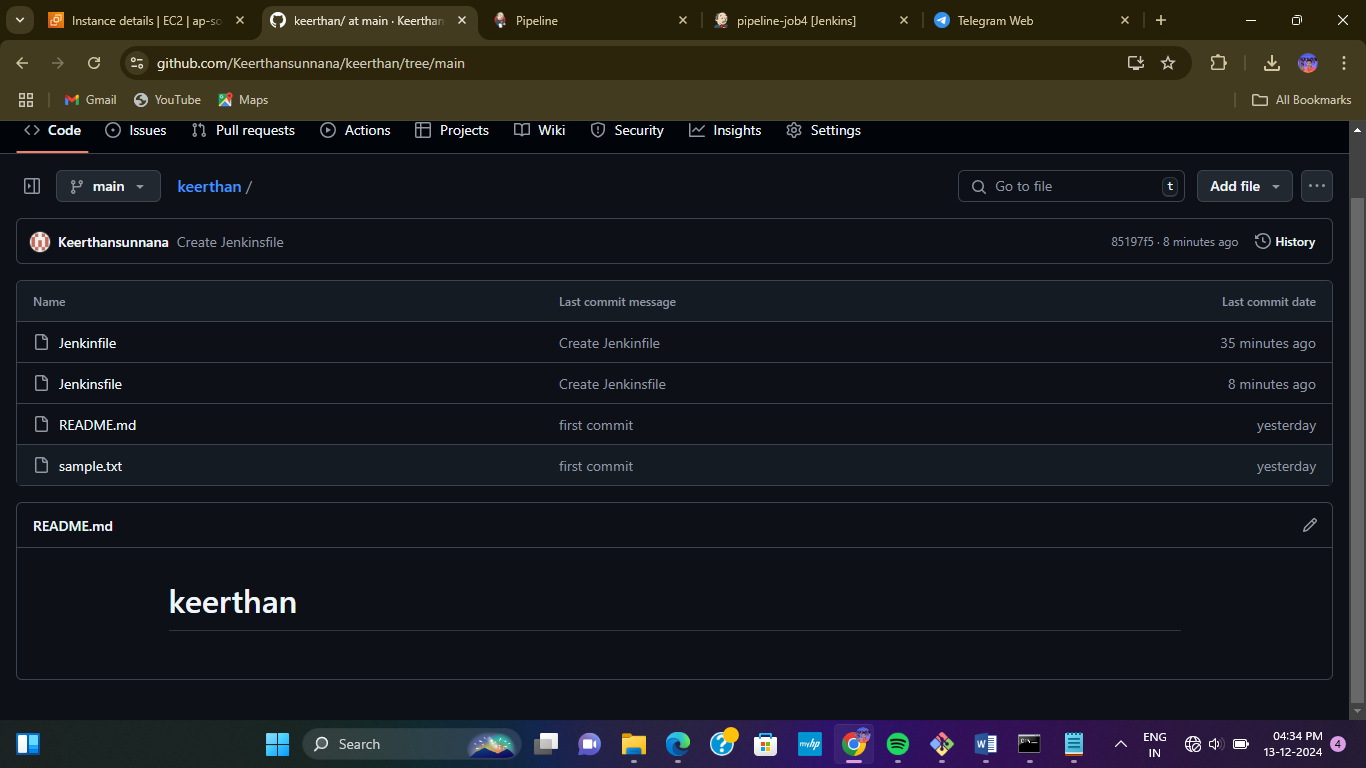 Instance details | EC2 | ap-so
keerthan/ at main · Keerthan
Pipeline
pipeline-job4 [Jenkins]
Telegram Web
github.com/Keerthansunnana/keerthan/tree/main
Gmail
YouTube
Maps
All Bookmarks
Code
Issues
Pull requests
Actions
Projects
Wiki
Security
Insights
Settings
main
keerthan /
Go to file
t
Add file
Keerthansunnana Create Jenkinsfile
85197f5 · 8 minutes ago
History
Name
Last commit message
Last commit date
Jenkinfile
Create Jenkinfile
35 minutes ago
Jenkinsfile
Create Jenkinsfile
8 minutes ago
README.md
first commit
yesterday
sample.txt
first commit
yesterday
README.md
keerthan
Search
myhp
ENG
IN
04:34 PM
13-12-2024
4